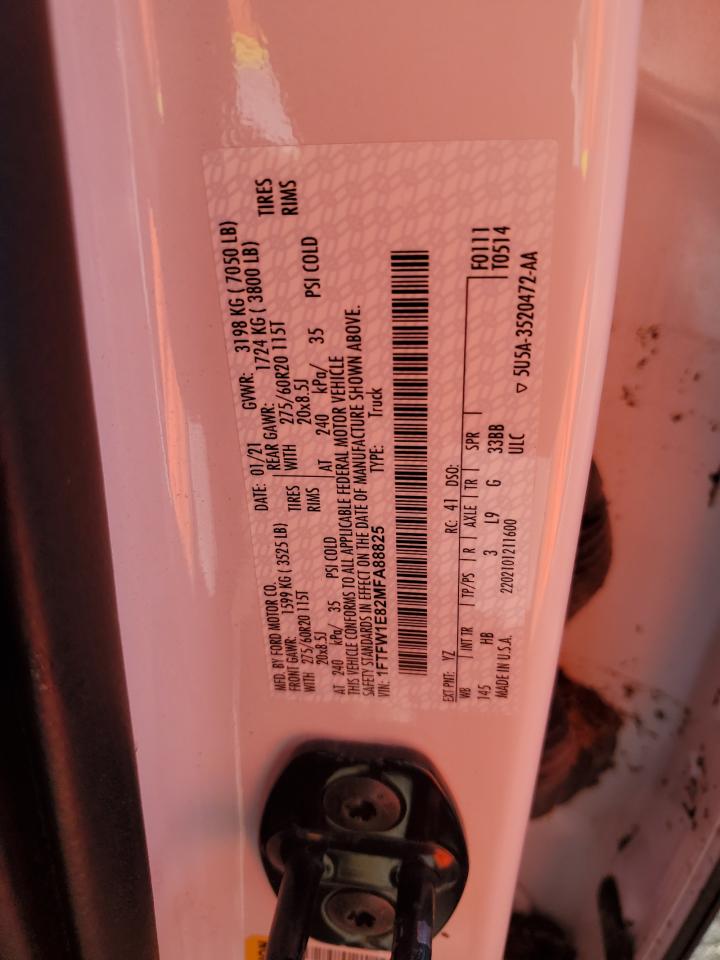 MFD. BY FORD MOTOR CO. DATE: 01/21 GVWR: 3198 KG ( 7050 LB)
FRONT GAWR: 1599 KG ( 3525 LB) REAR GAWR: 1724 KG ( 3800 LB)
WITH 275/60R20 115T TIRES WITH 275/60R20 115T TIRES
20x8.5J RIMS 20x8.5J RIMS
AT 240 kPa/ 35 PSI COLD AT 240 kPa/ 35 PSI COLD
THIS VEHICLE CONFORMS TO ALL APPLICABLE FEDERAL MOTOR VEHICLE
SAFETY STANDARDS IN EFFECT ON THE DATE OF MANUFACTURE SHOWN ABOVE.
VIN: 1FTFW1E82MFA88825 TYPE: Truck
EXT PNT: YZ RC: 41 DSO: F0111
WB INT TR TP/PS R AXLE TR SPR T0514
145 HB 3 L9 G 33BB
MADE IN U.S.A. 2202101211600 ULC ▽ 5U5A-3520472-AA